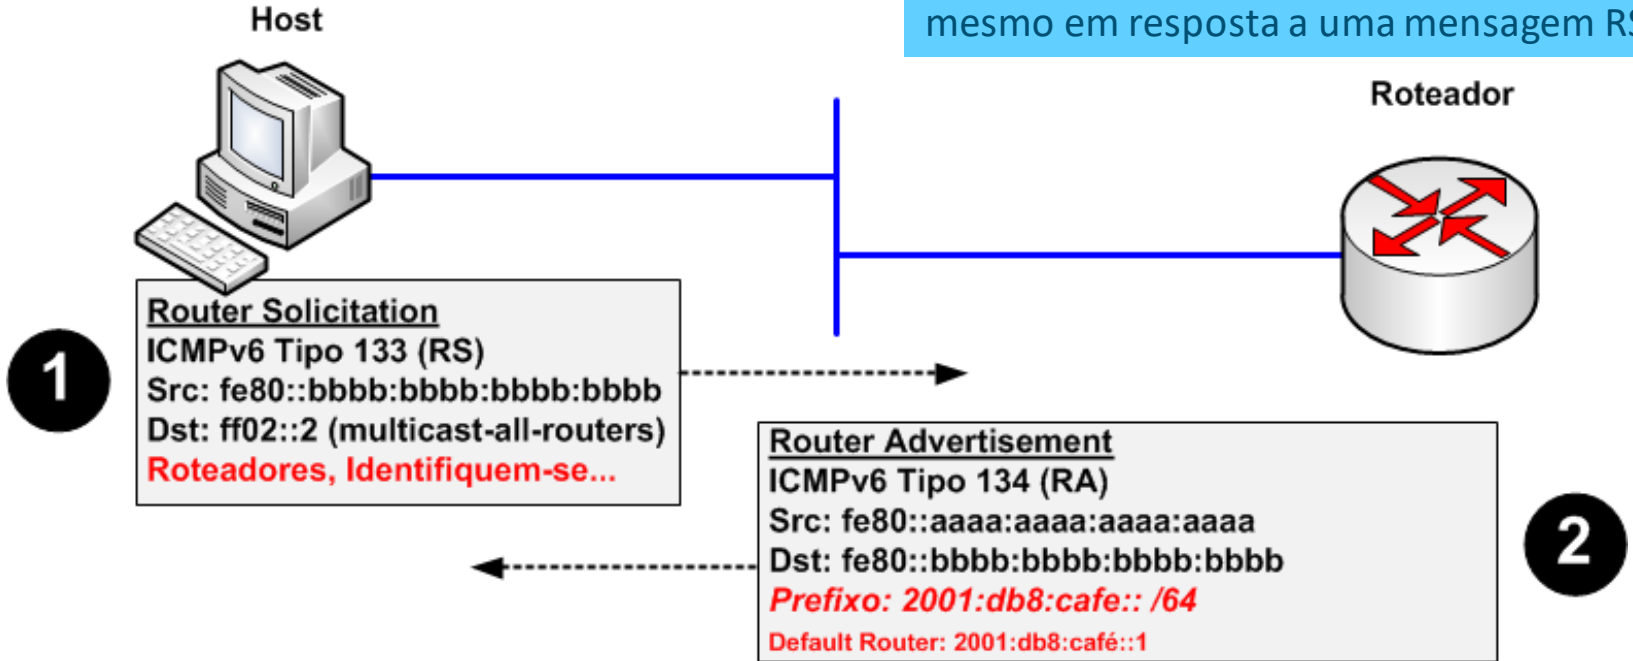 Host
mesmo em resposta a uma mensagem RS
Roteador
1
Router Solicitation
ICMPv6 Tipo 133 (RS)
Src: fe80::bbbb:bbbb:bbbb:bbbb
Dst: ff02::2 (multicast-all-routers)
Roteadores, Identifiquem-se...
Router Advertisement
ICMPv6 Tipo 134 (RA)
Src: fe80::aaaa:aaaa:aaaa:aaaa
Dst: fe80::bbbb:bbbb:bbbb:bbbb
Prefixo: 2001:db8:cafe:: /64
Default Router: 2001:db8:café::1
2